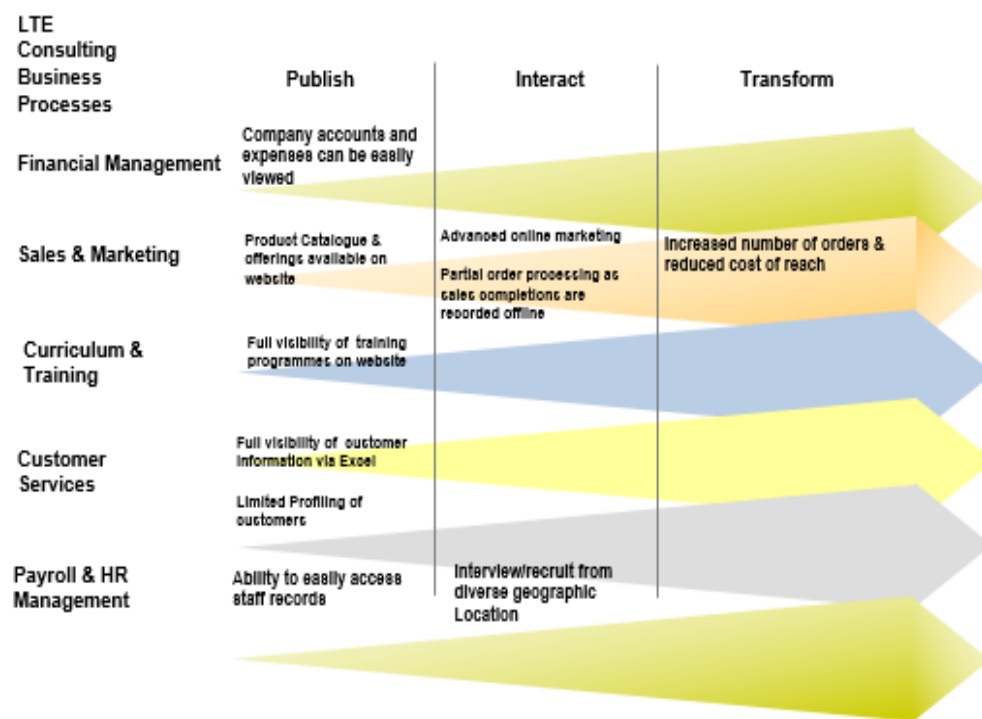 LTE
Consulting
Business
Processes
Publish
Interact
Transform
Financial Management
Company accounts and
expenses can be easily
viewed
Sales & Marketing
Product Catalogue &
offerings available on
website
Advanced online marketing
Partial order processing as
sales completions are
recorded offline
Increased number of orders &
reduced cost of reach
Curriculum &
Training
Full visibility of training
programmes on website
Customer
Services
Full visibility of customer
information via Excel
Limited Profiling of
customers
Payroll & HR
Management
Ability to easily access
staff records
Interview/recruit from
diverse geographic
Location